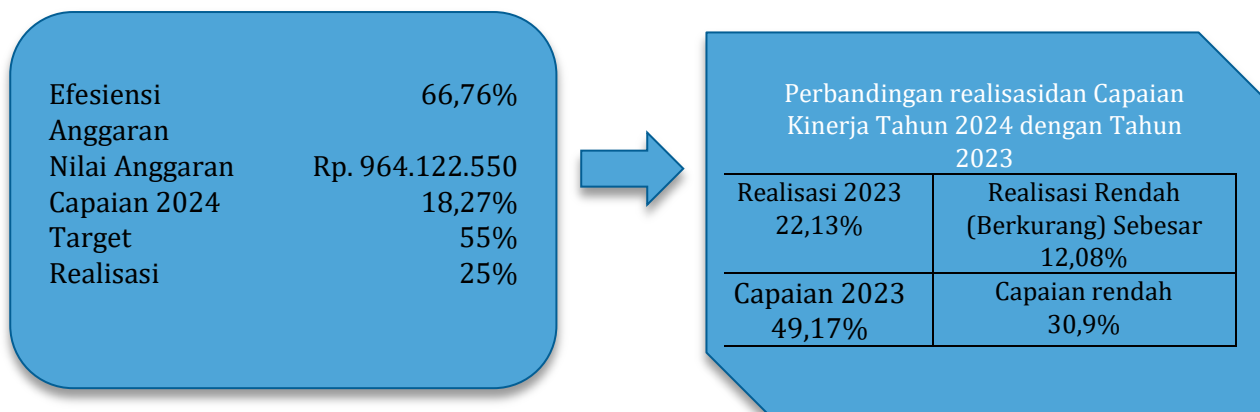 Efesiensi 66,76%
Anggaran
Nilai Anggaran Rp. 964.122.550
Capaian 2024 18,27%
Target 55%
Realisasi 25%
Perbandingan realisasidan Capaian
Kinerja Tahun 2024 dengan Tahun
2023
Realisasi 2023
22,13%
Realisasi Rendah
(Berkurang) Sebesar
12,08%
Capaian 2023
49,17%
Capaian rendah
30,9%